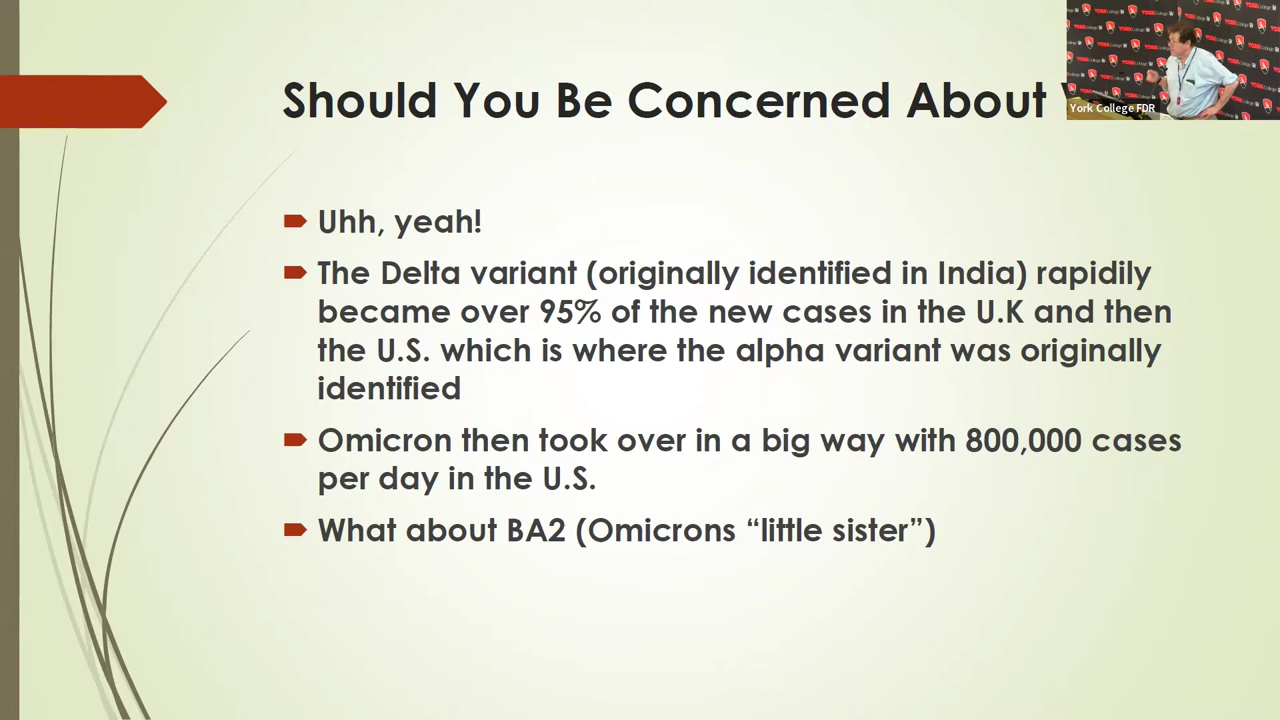 Should You Be Concerned About
York College FDR
Uhh, yeah!
The Delta variant (originally identified in India) rapidily
became over 95% of the new cases in the U.K and then
the U.S. which is where the alpha variant was originally
identified
Omicron then took over in a big way with 800,000 cases
per day in the U.S.
What about BA2 (Omicrons “little sister”)